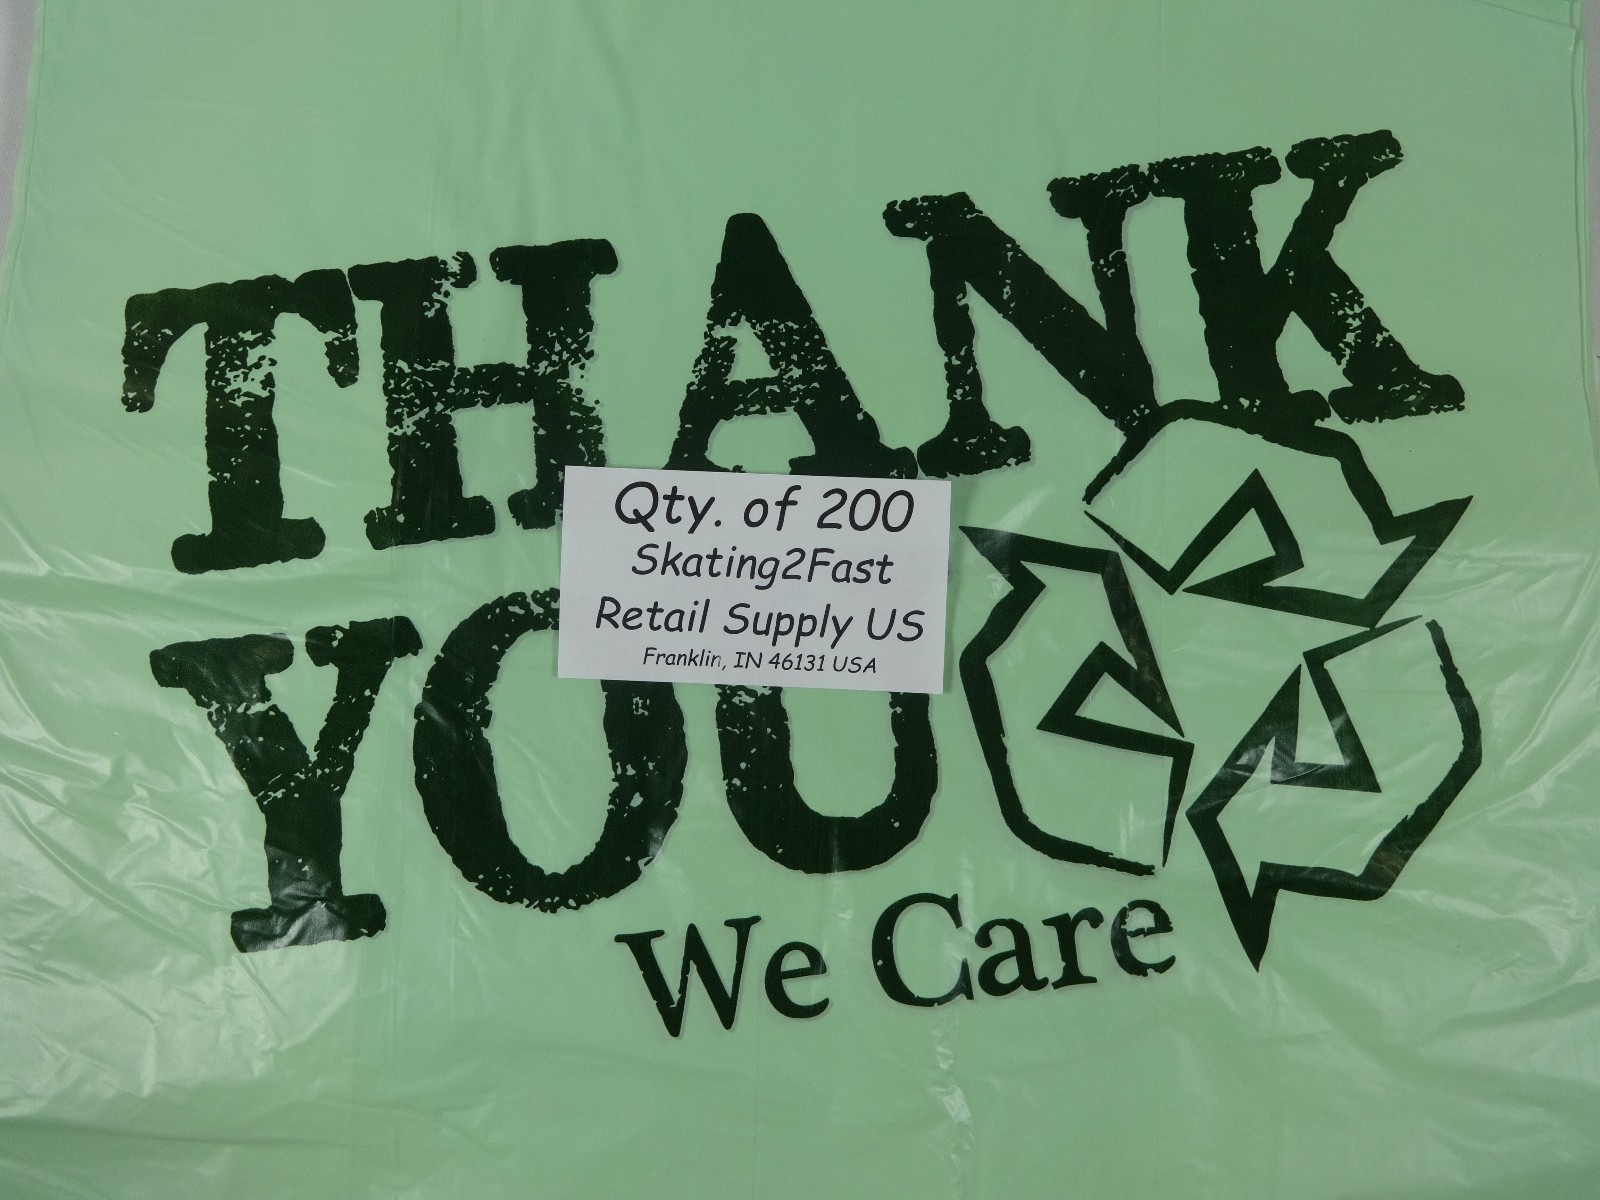 THANK
YOU
Qty. of 200
Skating2Fast
Retail Supply US
Franklin, IN 46131 USA
We Care